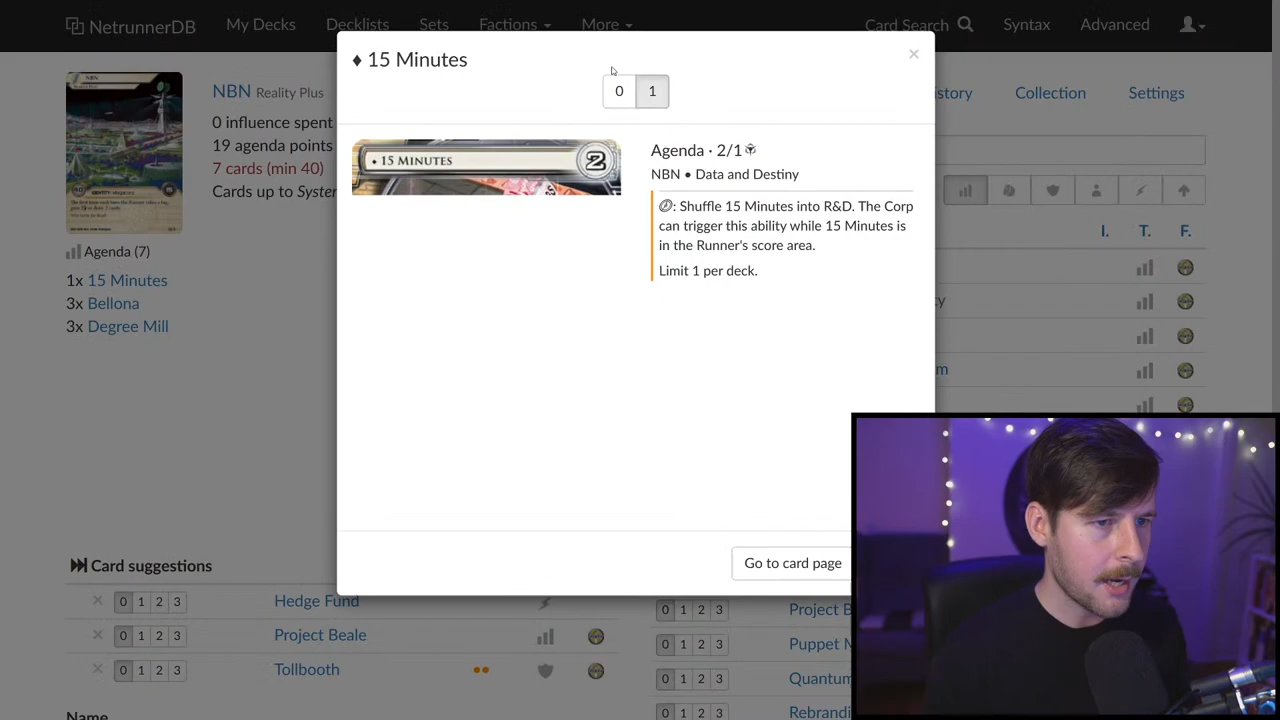 NetrunnerDB My Decks Decklists Sets Factions More Card Search Syntax Advanced
♦ 15 Minutes ×
0 1
NBN Reality Plus
istory Collection Settings
0 influence spent
19 agenda points
7 cards (min 40)
Cards up to Syster
• 15 MINUTES 2
Agenda · 2/1
NBN • Data and Destiny
: Shuffle 15 Minutes into R&D. The Corp
can trigger this ability while 15 Minutes is
in the Runner's score area.
Limit 1 per deck.
I. T. F.
Agenda (7)
1x 15 Minutes
3x Bellona
3x Degree Mill
ty
m
Go to card page
Card suggestions
× 0 1 2 3 Hedge Fund
× 0 1 2 3 Project Beale
× 0 1 2 3 Tollbooth
0 1 2 3 Project B
0 1 2 3 Puppet M
0 1 2 3 Quantum
0 1 2 3 Rebrandi
Name